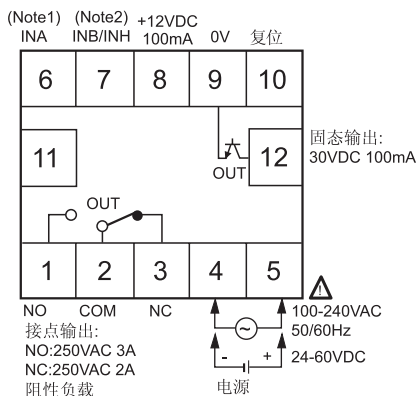 (Note1) (Note2) +12VDC
INA INB/INH 100mA 0V 复位
6 7 8 9 10
11 12
OUT
固态输出:
30VDC 100mA
OUT
1 2 3 4 5
NO COM NC
接点输出:
NO:250VAC 3A
NC:250VAC 2A
阻性负载
100-240VAC
50/60Hz
- + 24-60VDC
电源